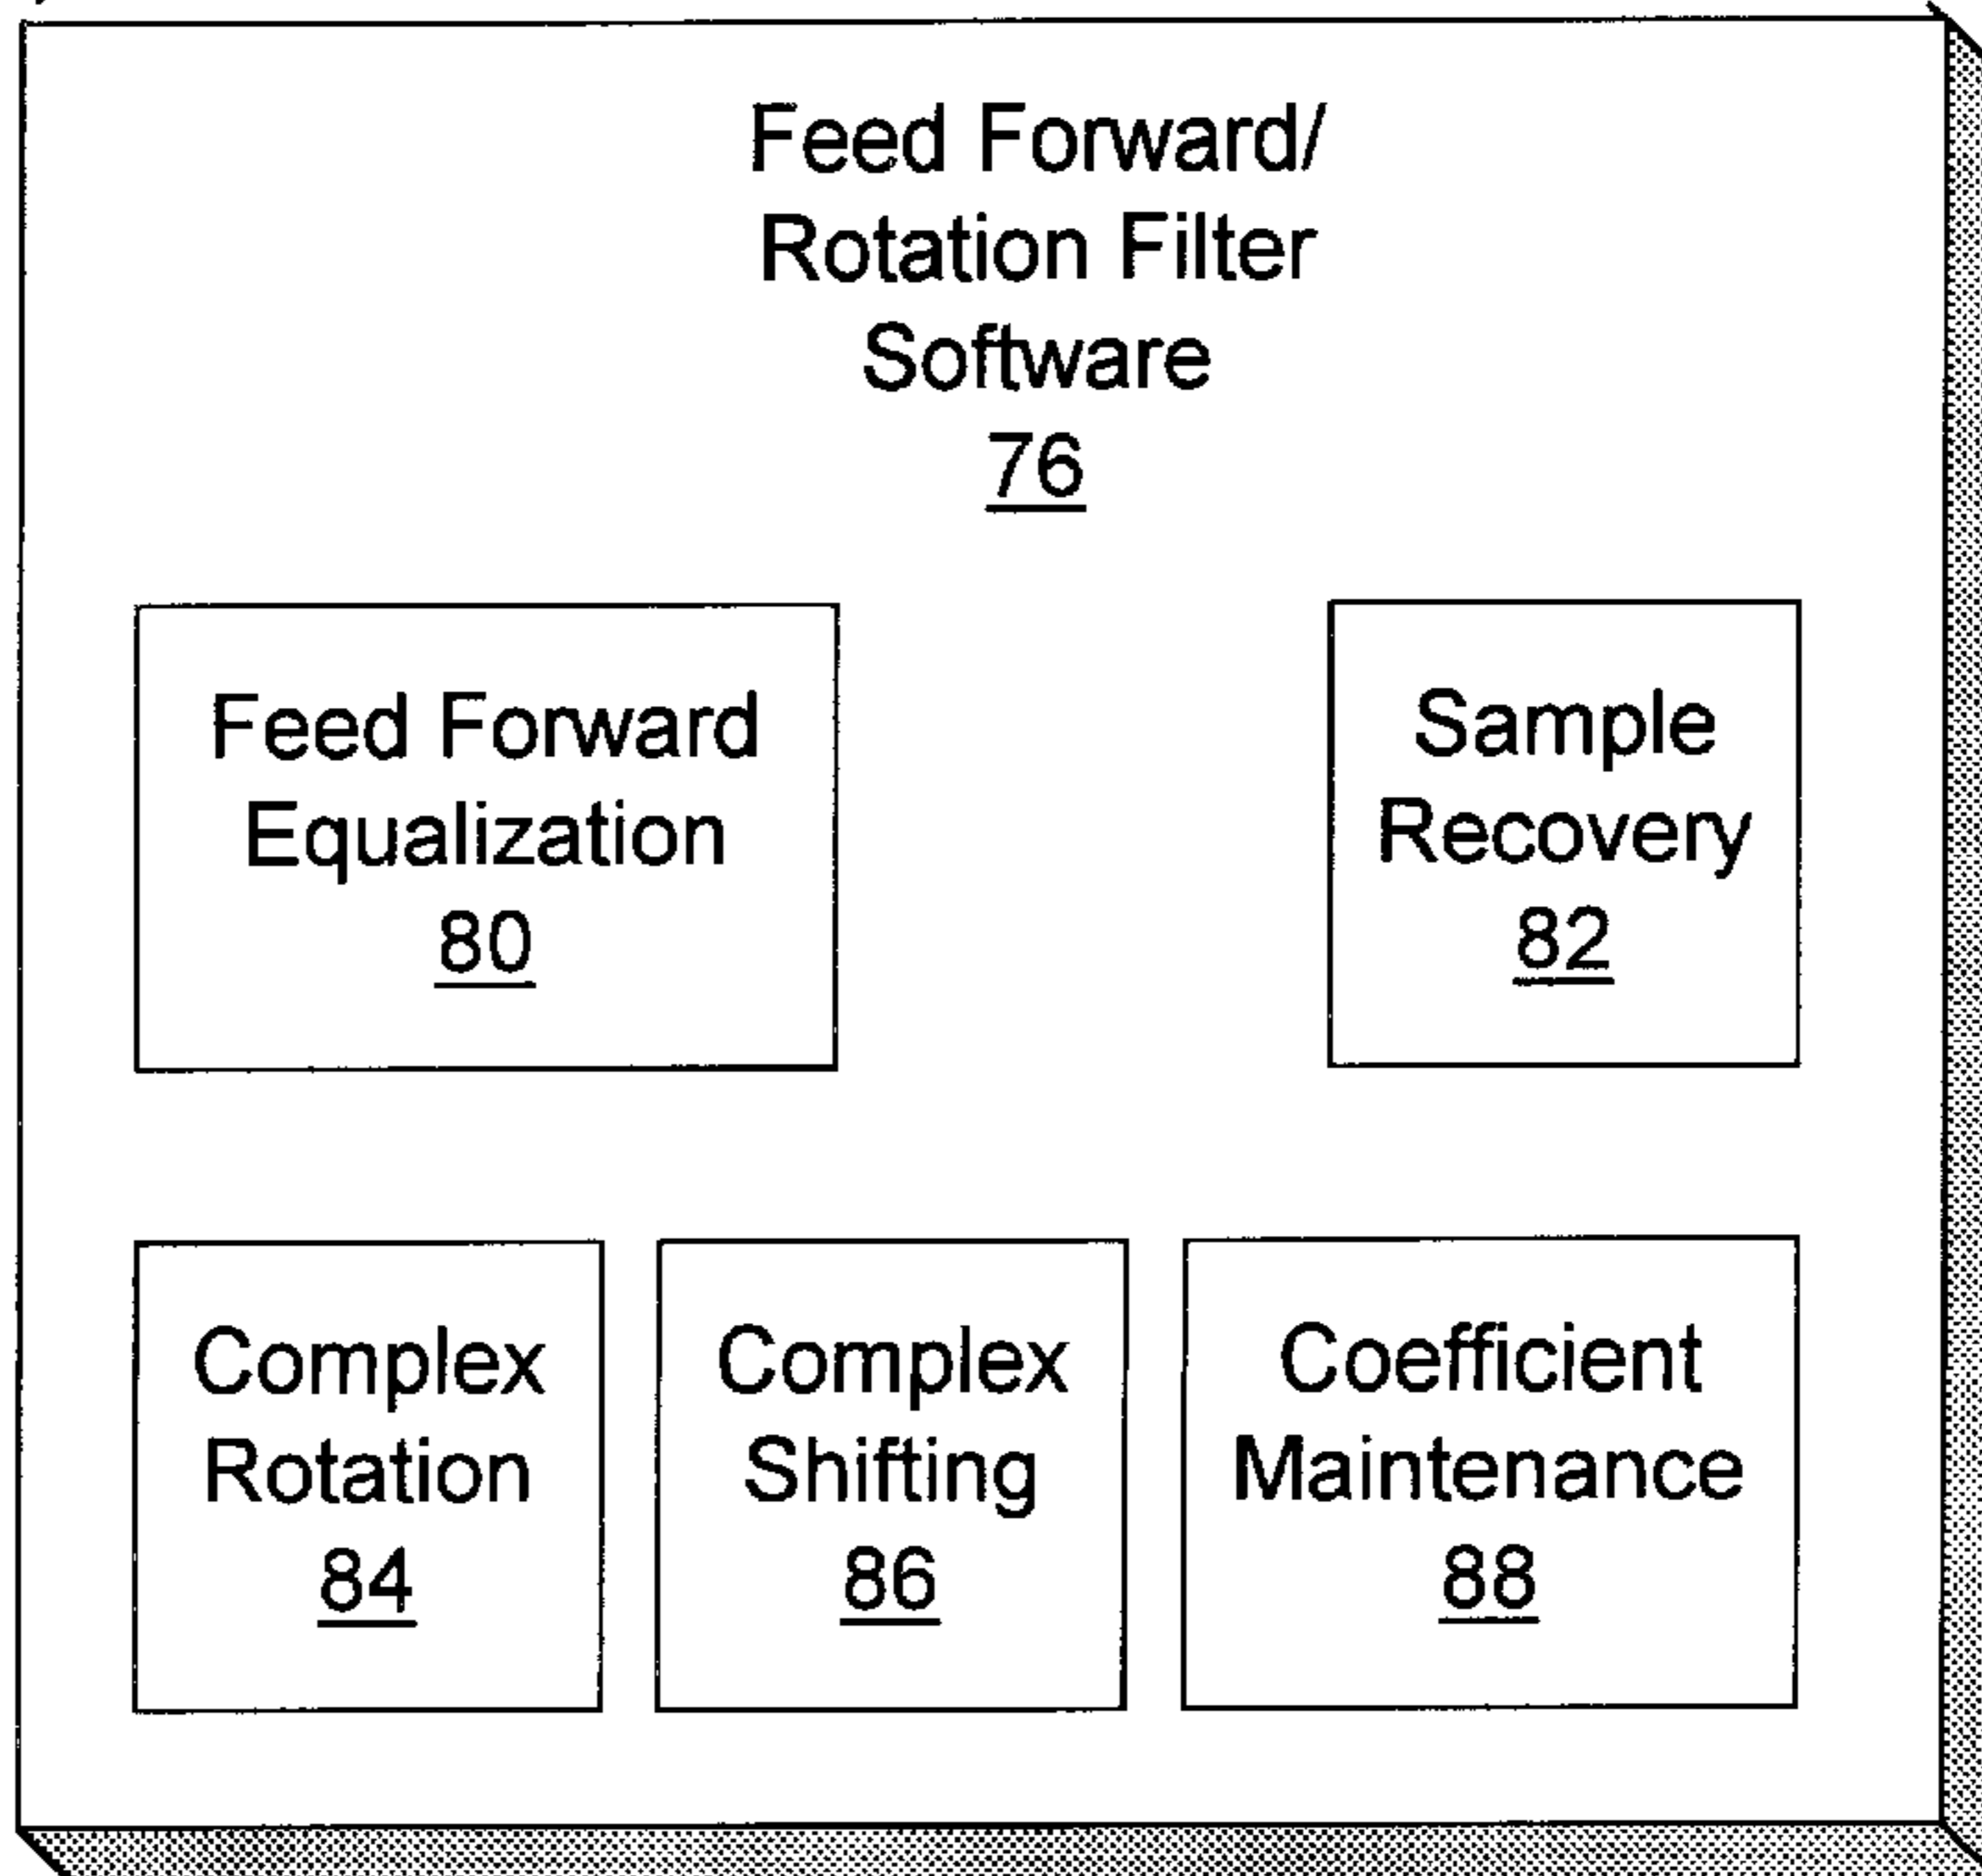 Feed Forward/
Rotation Filter
Software
76
Feed Forward
Equalization
80
Sample
Recovery
82
Complex
Rotation
84
Complex
Shifting
86
Coefficient
Maintenance
88